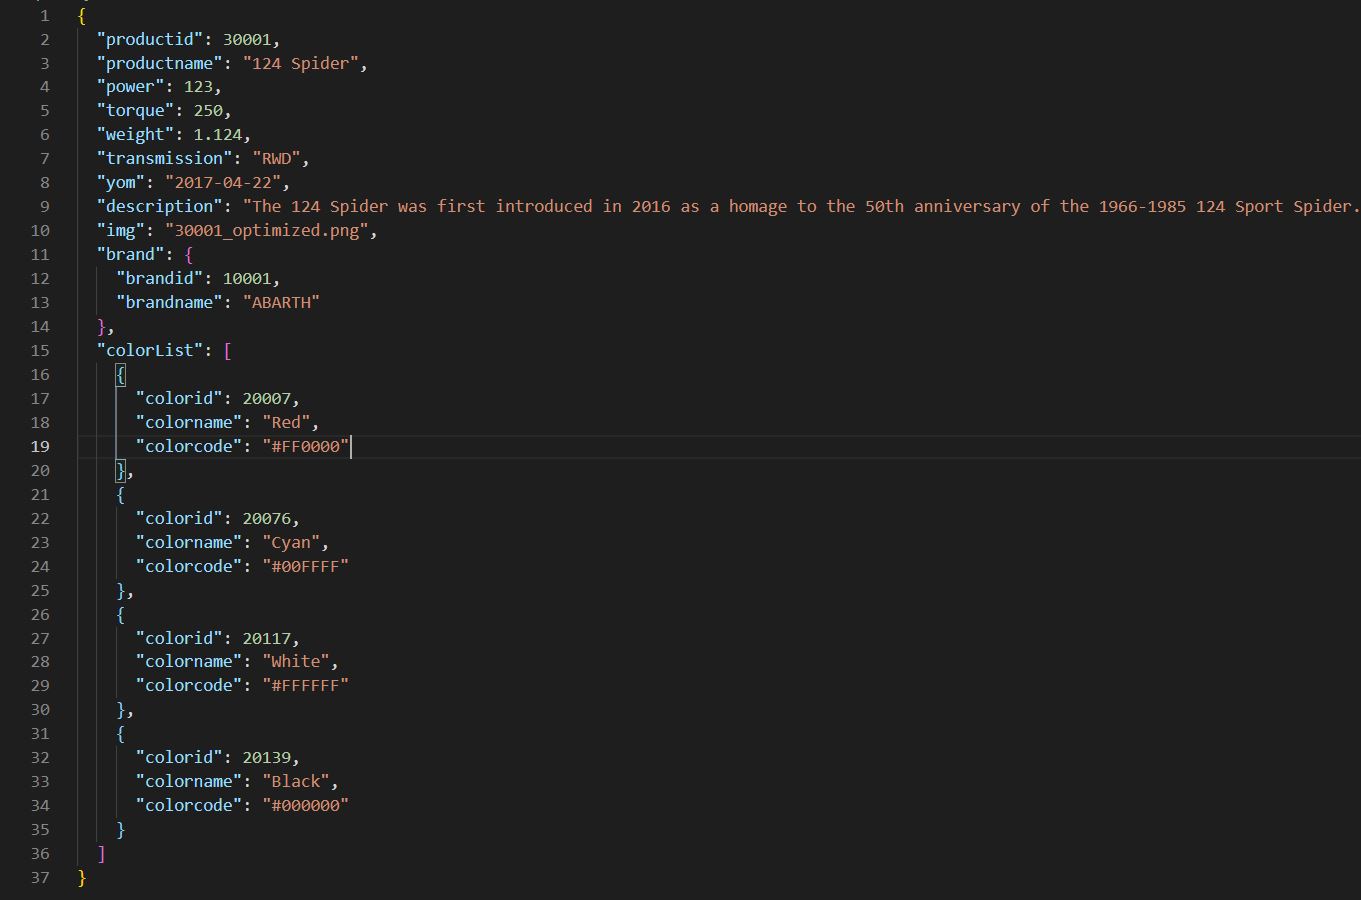 1 {
2 "productid": 30001,
3 "productname": "124 Spider",
4 "power": 123,
5 "torque": 250,
6 "weight": 1.124,
7 "transmission": "RWD",
8 "yom": "2017-04-22",
9 "description": "The 124 Spider was first introduced in 2016 as a homage to the 50th anniversary of the 1966-1985 124 Sport Spider.
10 "img": "30001_optimized.png",
11 "brand": {
12 "brandid": 10001,
13 "brandname": "ABARTH"
14 },
15 "colorList": [
16 {
17 "colorid": 20007,
18 "colorname": "Red",
19 "colorcode": "#FF0000"
20 },
21 {
22 "colorid": 20076,
23 "colorname": "Cyan",
24 "colorcode": "#00FFFF"
25 },
26 {
27 "colorid": 20117,
28 "colorname": "White",
29 "colorcode": "#FFFFFF"
30 },
31 {
32 "colorid": 20139,
33 "colorname": "Black",
34 "colorcode": "#000000"
35 }
36 ]
37 }